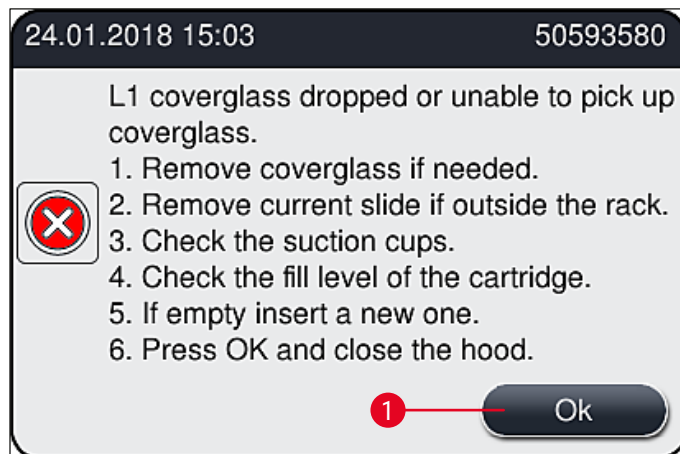 24.01.2018 15:03 50593580
L1 coverglass dropped or unable to pick up
coverglass.
1. Remove coverglass if needed.
2. Remove current slide if outside the rack.
3. Check the suction cups.
4. Check the fill level of the cartridge.
5. If empty insert a new one.
6. Press OK and close the hood.
1 Ok